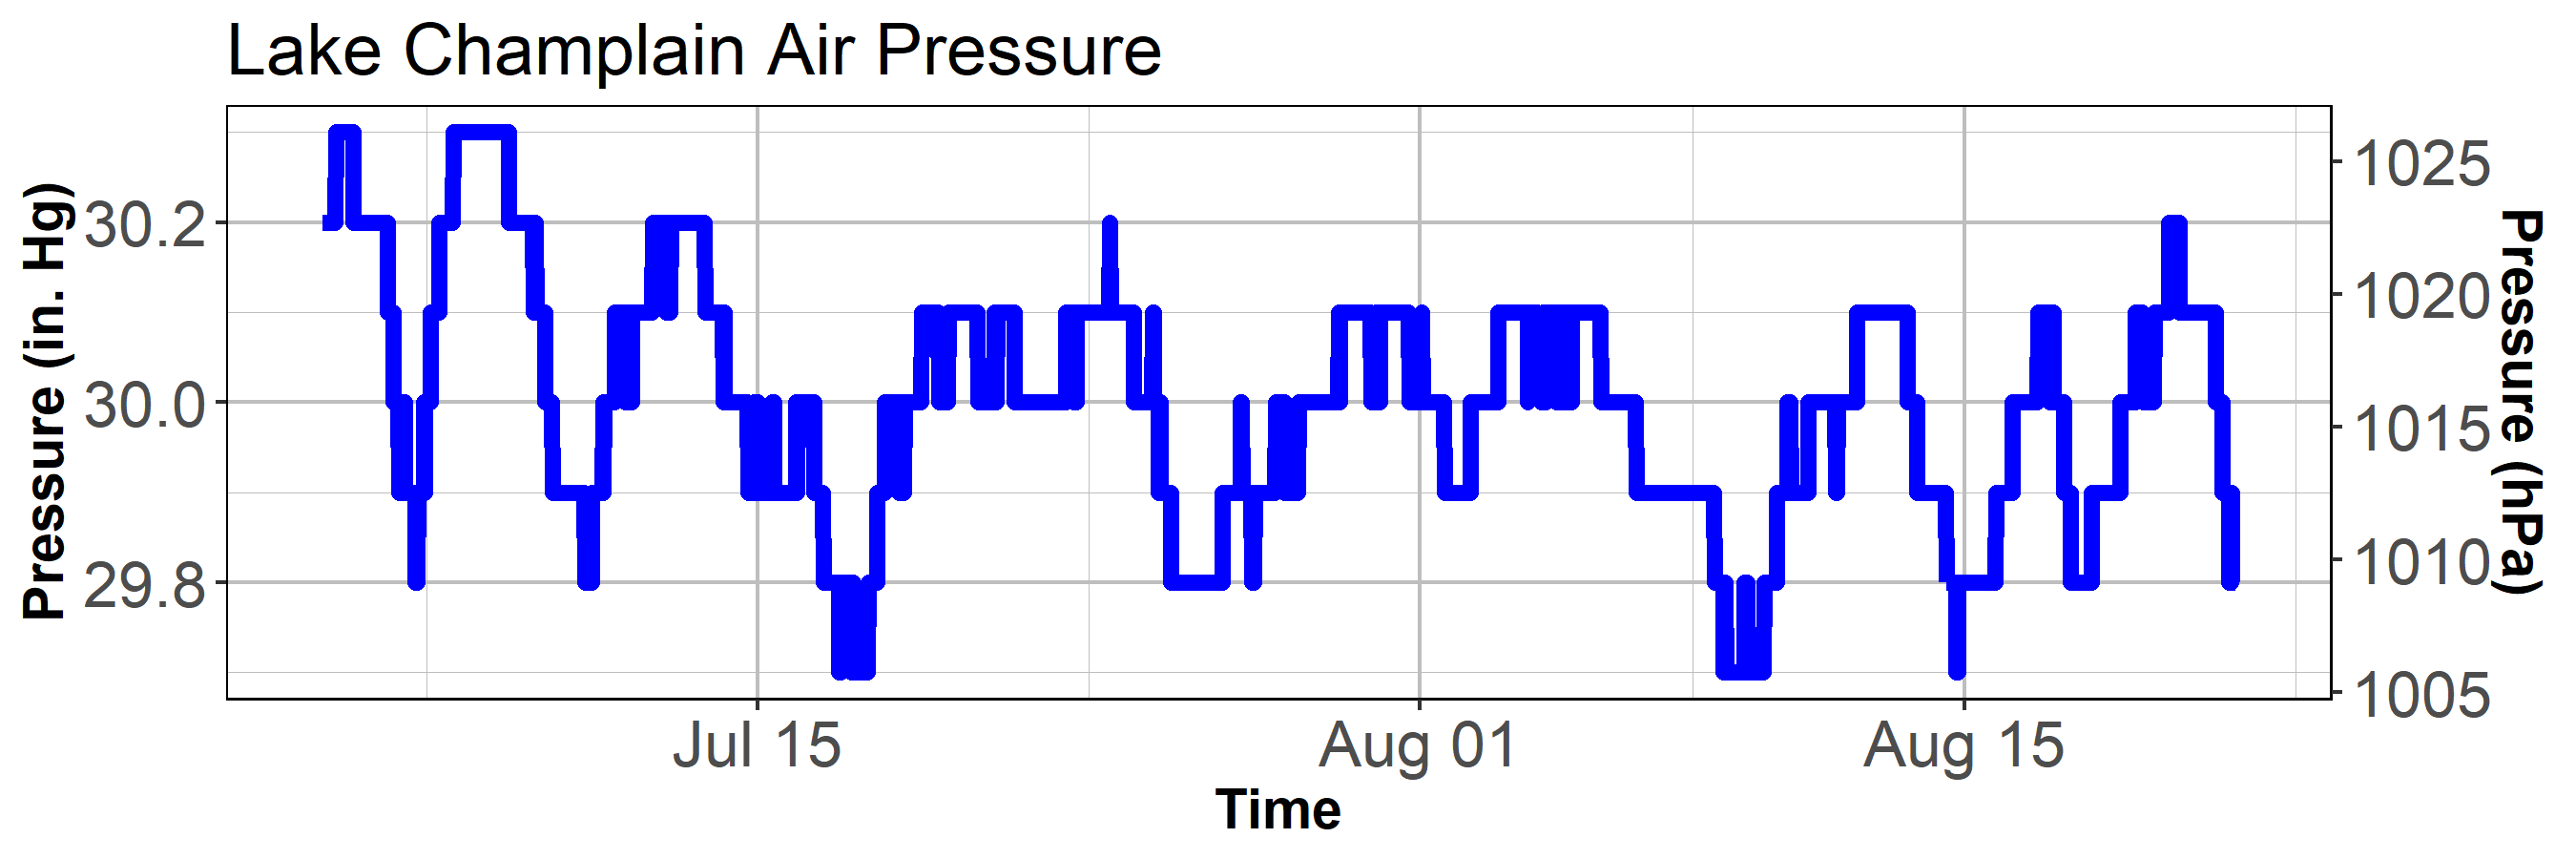 Lake Champlain Air Pressure
Pressure (in. Hg)
30.2
30.0
29.8
1025
1020
1015
1010
1005
Pressure (hPa)
Jul 15
Aug 01
Aug 15
Time